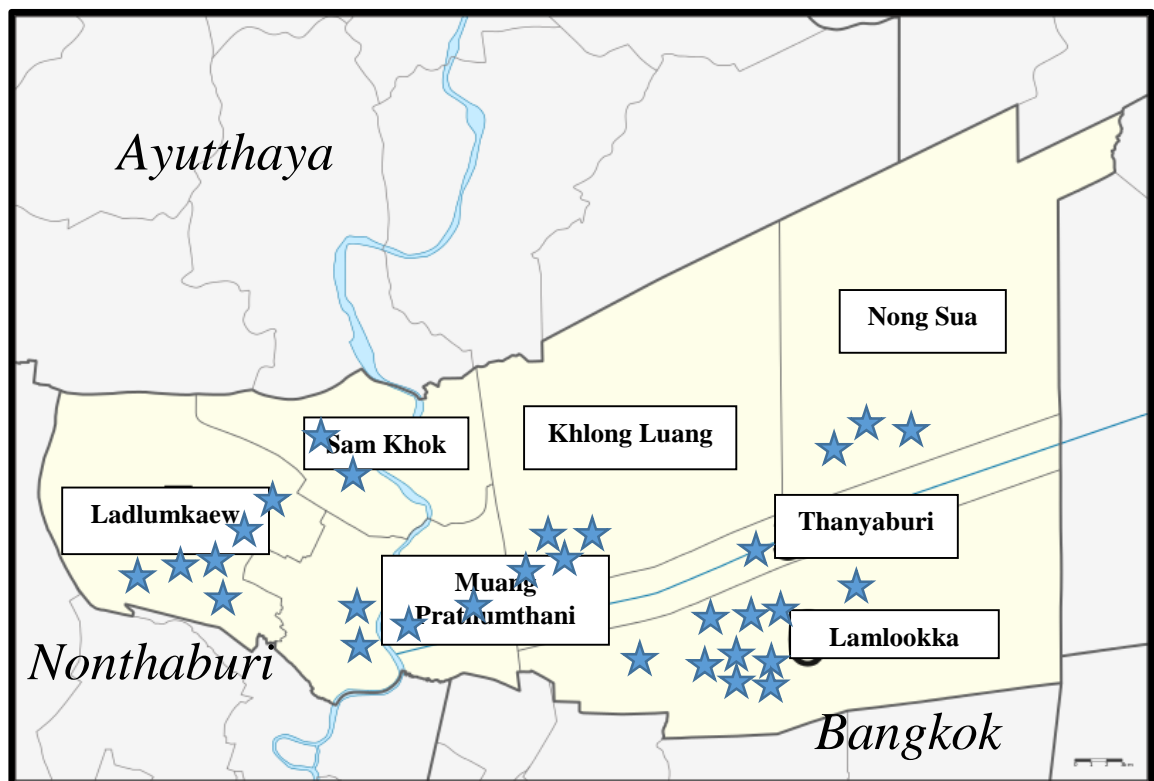 Ayutthaya
Nong Sua
Khlong Luang
Sam Khok
Ladlumkaew
Thanyaburi
Muang
Prathumthani
Lamlookka
Nonthaburi
Bangkok